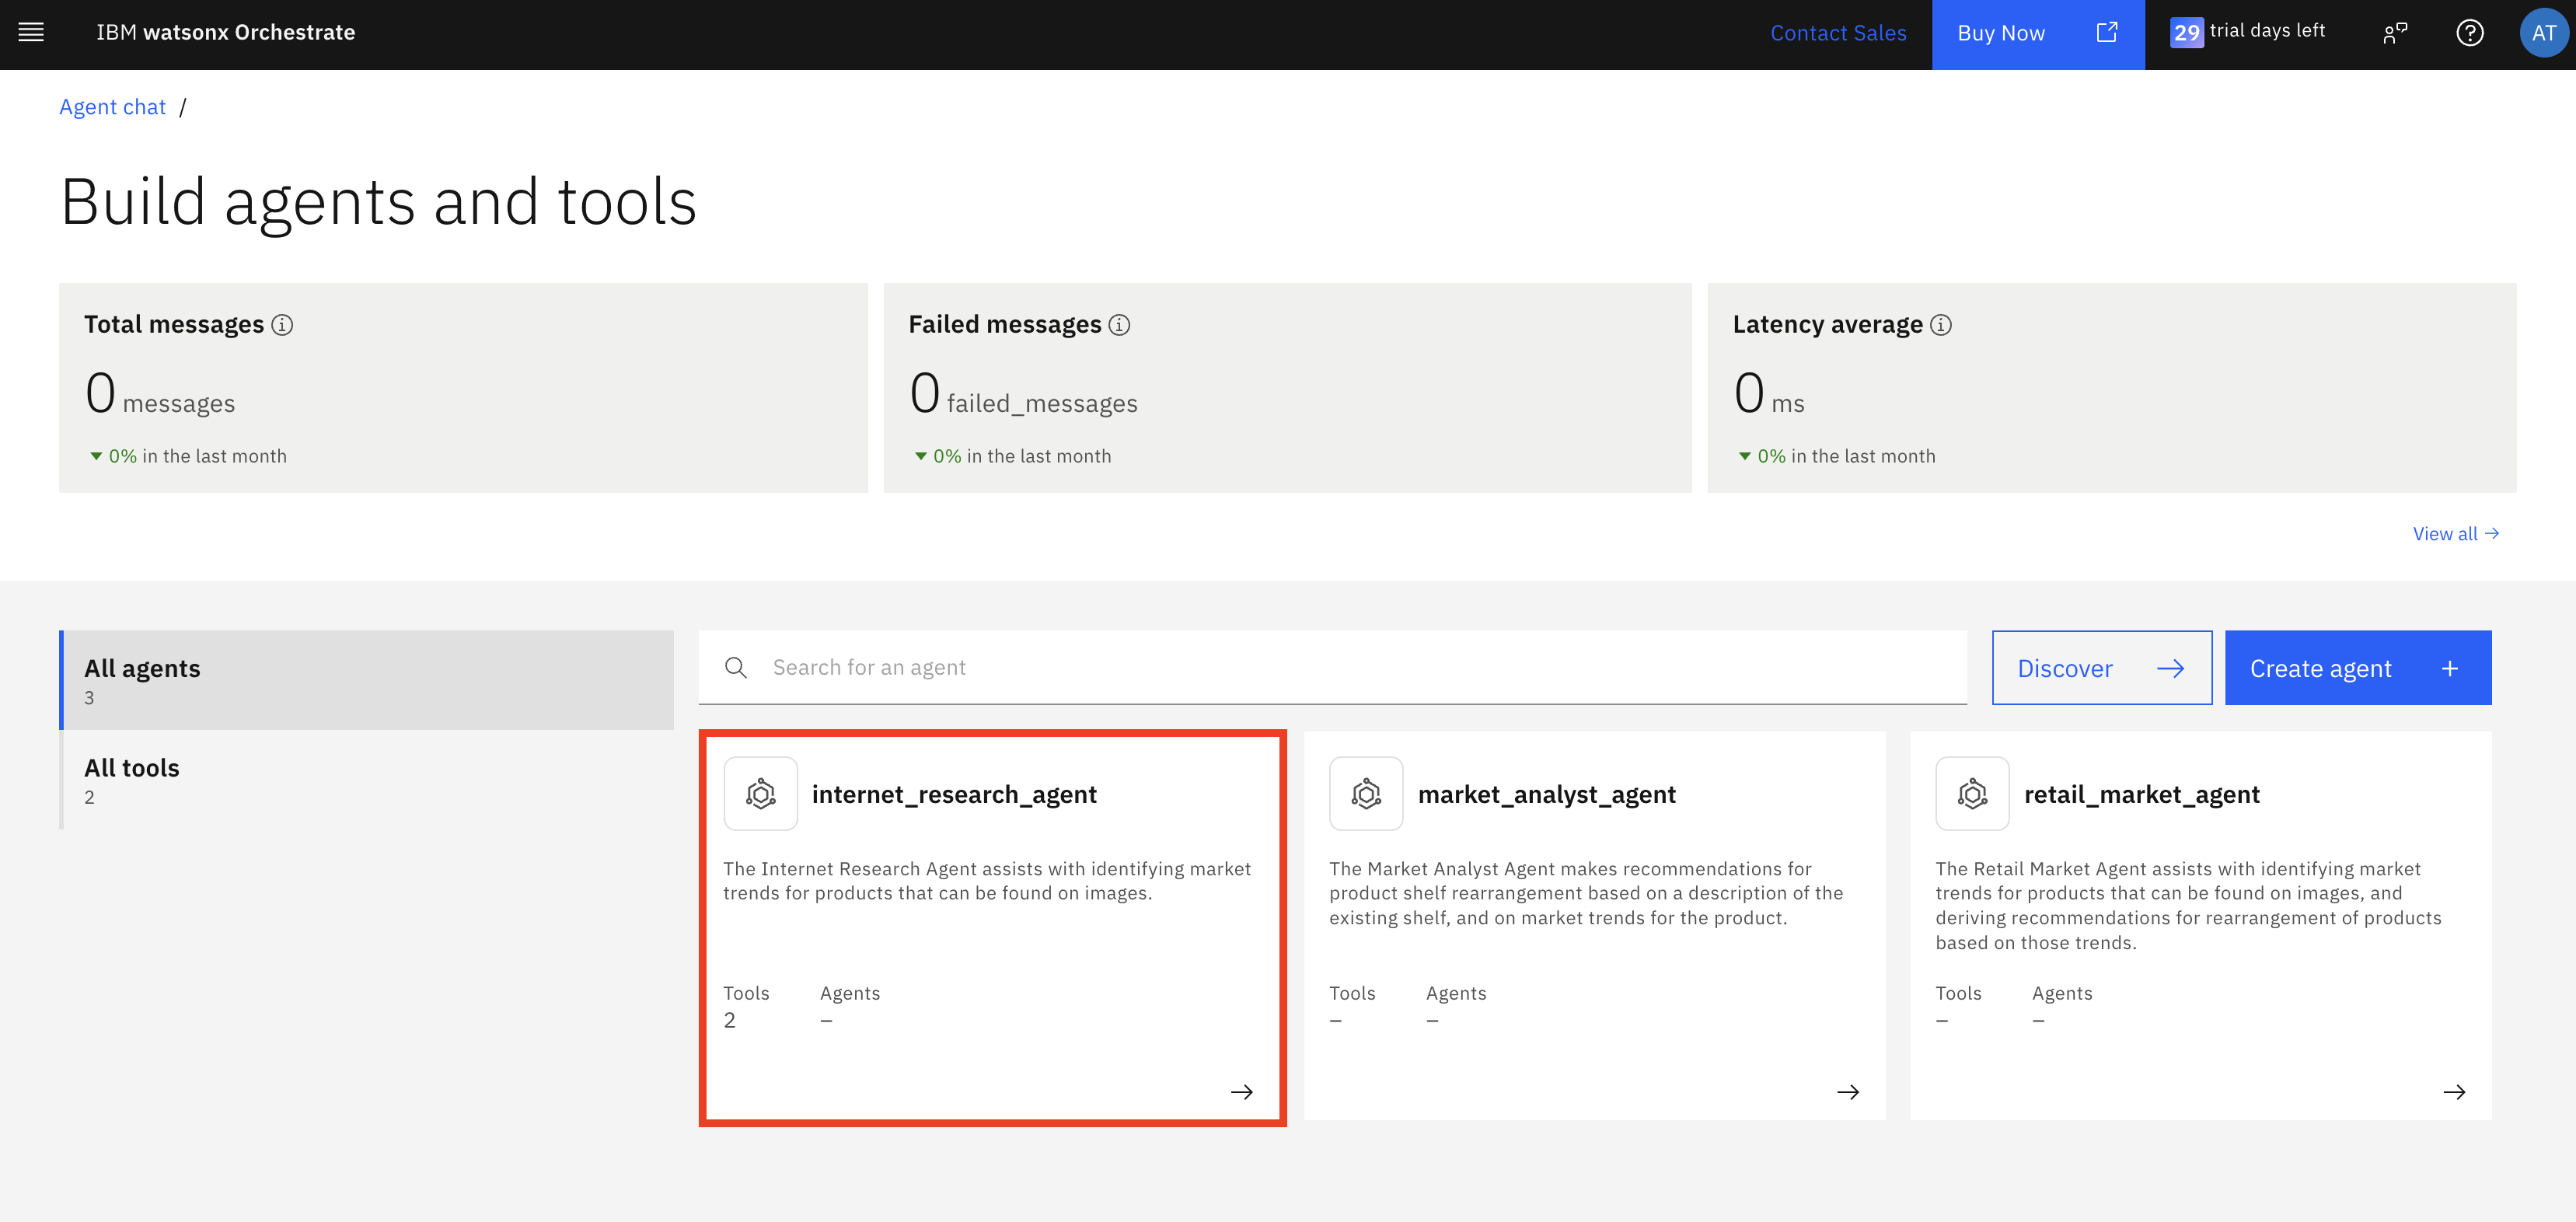 IBM watsonx Orchestrate
Contact Sales
Buy Now
29 trial days left
AT
Agent chat /
Build agents and tools
Total messages
0 messages
0% in the last month
Failed messages
0 failed_messages
0% in the last month
Latency average
0 ms
0% in the last month
View all
All agents
3
All tools
2
Search for an agent
Discover
Create agent +
internet_research_agent
The Internet Research Agent assists with identifying market
trends for products that can be found on images.
Tools Agents
2 –
market_analyst_agent
The Market Analyst Agent makes recommendations for
product shelf rearrangement based on a description of the
existing shelf, and on market trends for the product.
Tools Agents
– –
retail_market_agent
The Retail Market Agent assists with identifying market
trends for products that can be found on images, and
deriving recommendations for rearrangement of products
based on those trends.
Tools Agents
– –